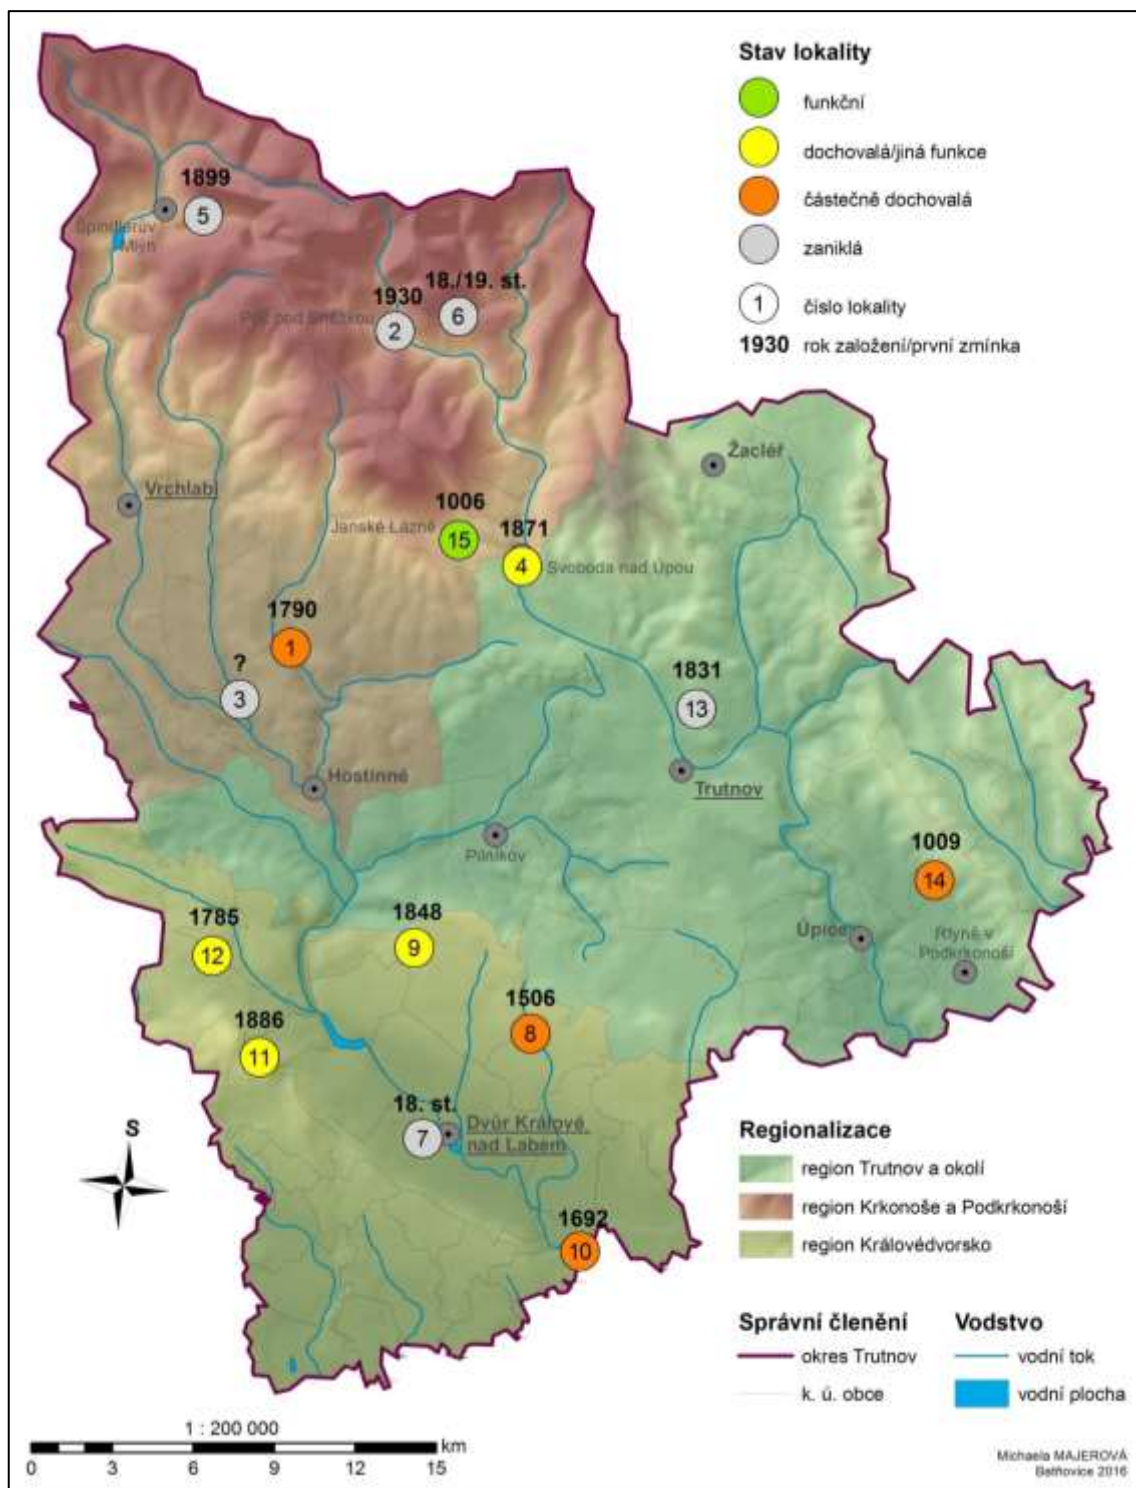 Stav lokality
funkční
dochovalá/jiná funkce
částečně dochovalá
zaniklá
1 číslo lokality
1930 rok založení/první zmínka
1899
5
Špindlerův
Mlýn
18./19. st.
6
1930
Pec pod Sněžkou
2
Žacléř
Vrchlabí
1006
Janské Lázně
15
1871
4
Svoboda nad Úpou
1790
1
?
3
1831
13
Hostinné
Trutnov
Pilníkov
1009
14
1785
12
1848
9
Úpice
Rtyně v
Podkrkonoší
1506
8
1886
11
18. st.
7
Dvůr Králové
nad Labem
S
1692
10
Regionalizace
region Trutnov a okolí
region Krkonoše a Podkrkonoší
region Královédvorsko
Správní členění
okres Trutnov
k. ú. obce
Vodstvo
vodní tok
vodní plocha
1 : 200 000
km
0 3 6 9 12 15
Michaela MAJEROVÁ
Batňovice 2016